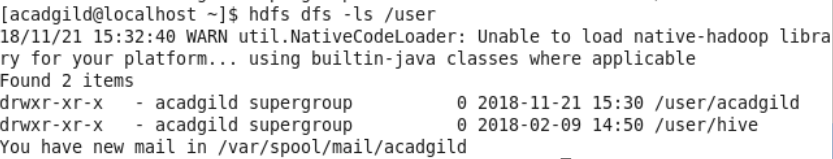 [acadgild@localhost ~]$ hdfs dfs -ls /user
18/11/21 15:32:40 WARN util.NativeCodeLoader: Unable to load native-hadoop libra
ry for your platform... using builtin-java classes where applicable
Found 2 items
drwxr-xr-x   - acadgild supergroup          0 2018-11-21 15:30 /user/acadgild
drwxr-xr-x   - acadgild supergroup          0 2018-02-09 14:50 /user/hive
You have new mail in /var/spool/mail/acadgild